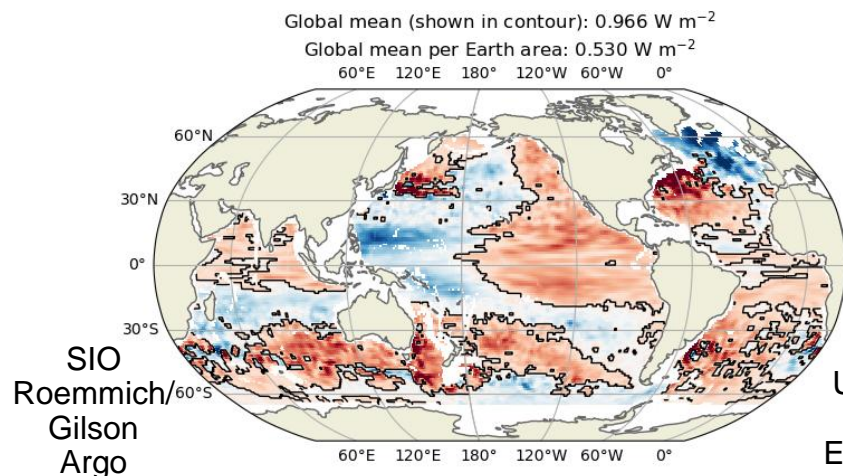 Global mean (shown in contour): 0.966 W m⁻²
Global mean per Earth area: 0.530 W m⁻²
60°E 120°E 180° 120°W 60°W 0°
60°N
30°N
0°
30°S
60°S
SIO
Roemmich/
Gilson
Argo
60°E 120°E 180° 120°W 60°W 0°
U
E